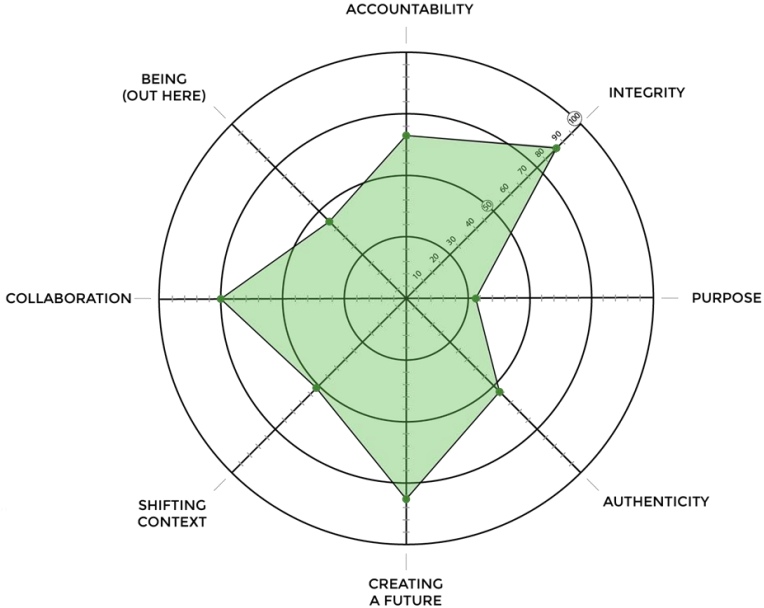 ACCOUNTABILITY
BEING
(OUT HERE)
INTEGRITY
100
90
80
70
60
50
40
30
20
10
COLLABORATION
PURPOSE
SHIFTING
CONTEXT
AUTHENTICITY
CREATING
A FUTURE